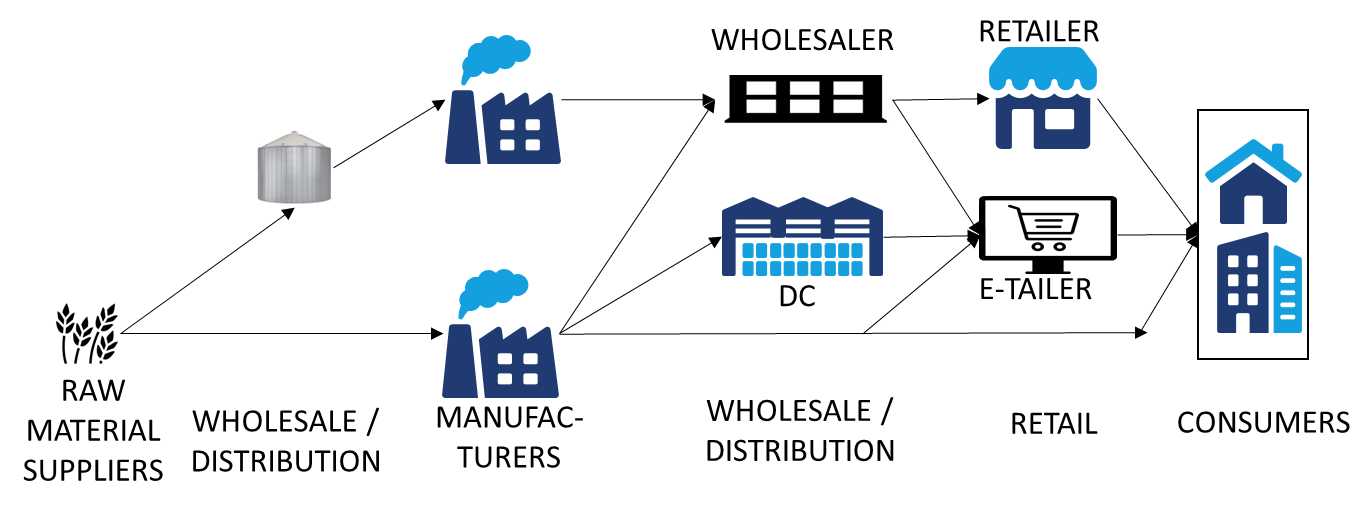 WHOLESALER
RETAILER
DC
E-TAILER
RAW
MATERIAL
SUPPLIERS
WHOLESALE /
DISTRIBUTION
MANUFAC-
TURERS
WHOLESALE /
DISTRIBUTION
RETAIL
CONSUMERS